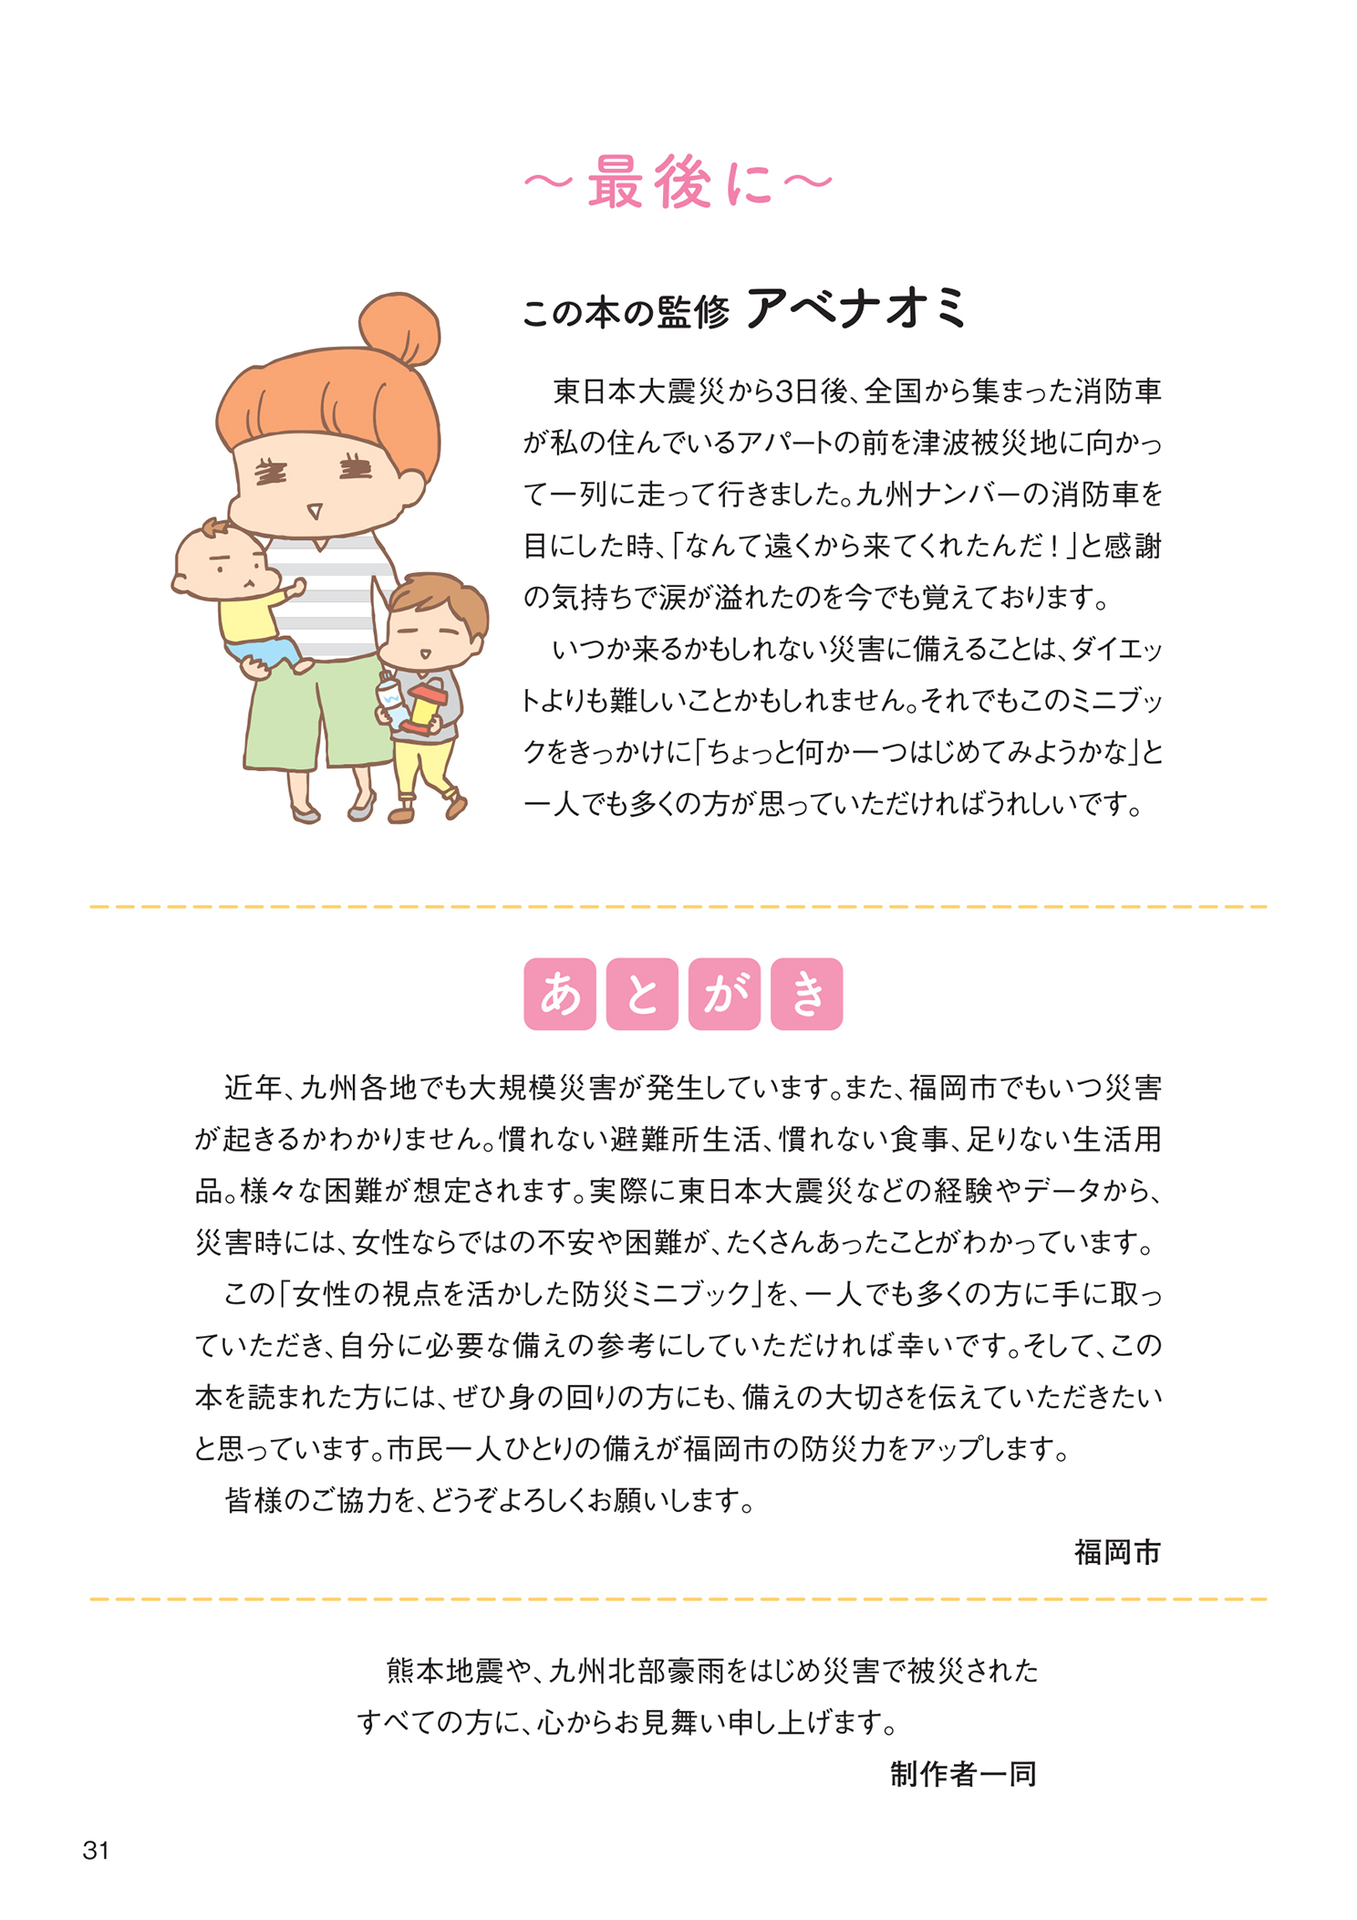 ～最後に～
この本の監修 アベナオミ
　東日本大震災から3日後、全国から集まった消防車
が私の住んでいるアパートの前を津波被災地に向かっ
て一列に走って行きました。九州ナンバーの消防車を
目にした時、「なんて遠くから来てくれたんだ！」と感謝
の気持ちで涙が溢れたのを今でも覚えております。
　いつか来るかもしれない災害に備えることは、ダイエッ
トよりも難しいことかもしれません。それでもこのミニブッ
クをきっかけに「ちょっと何か一つはじめてみようかな」と
一人でも多くの方が思っていただければうれしいです。
あとがき
　近年、九州各地でも大規模災害が発生しています。また、福岡市でもいつ災害
が起きるかわかりません。慣れない避難所生活、慣れない食事、足りない生活用
品。様々な困難が想定されます。実際に東日本大震災などの経験やデータから、
災害時には、女性ならではの不安や困難が、たくさんあったことがわかっています。
　この「女性の視点を活かした防災ミニブック」を、一人でも多くの方に手に取っ
ていただき、自分に必要な備えの参考にしていただければ幸いです。そして、この
本を読まれた方には、ぜひ身の回りの方にも、備えの大切さを伝えていただきたい
と思っています。市民一人ひとりの備えが福岡市の防災力をアップします。
　皆様のご協力を、どうぞよろしくお願いします。
福岡市
　熊本地震や、九州北部豪雨をはじめ災害で被災された
すべての方に、心からお見舞い申し上げます。
制作者一同
31